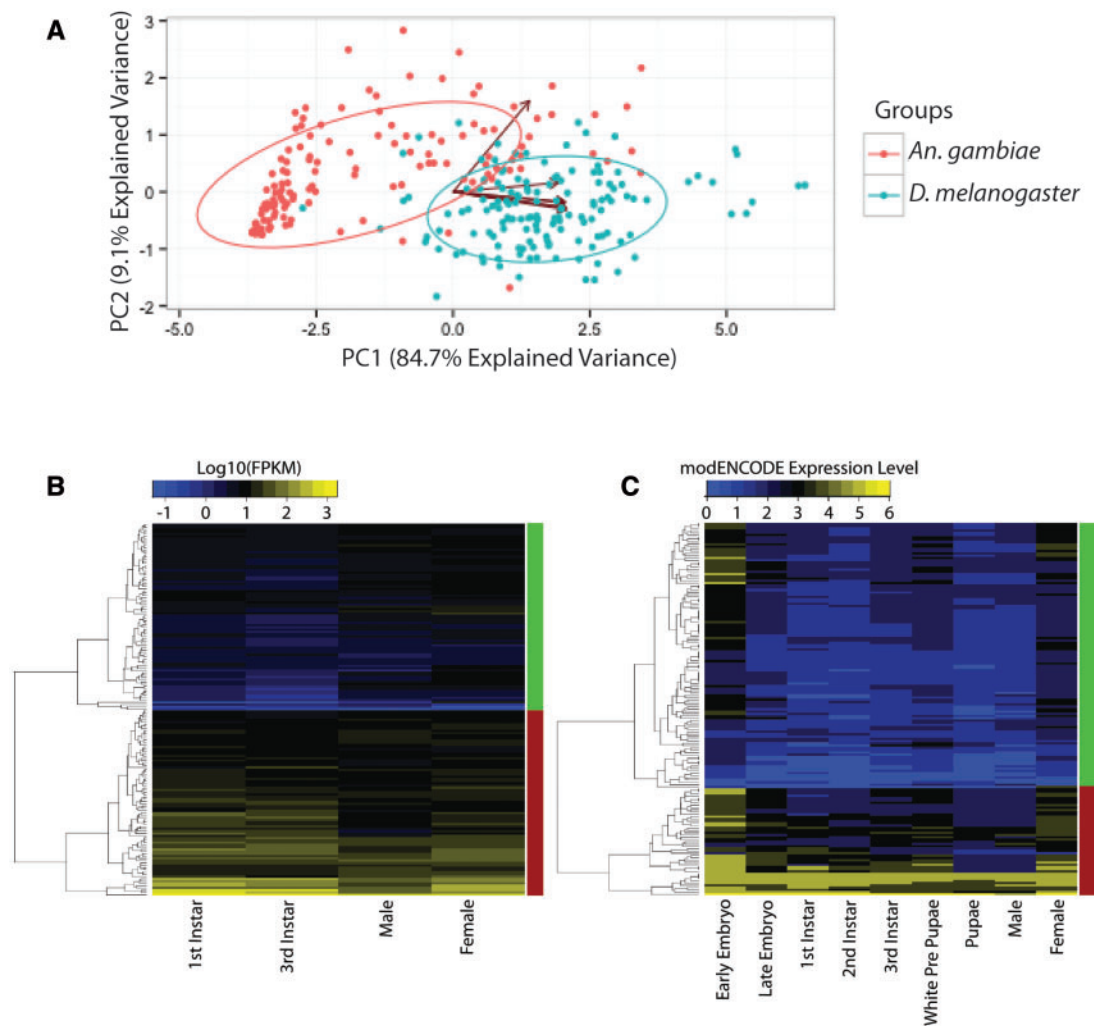 A
3
2
1
0
-1
-2
PC2 (9.1% Explained Variance)
-5.0
-2.5
0.0
2.5
5.0
PC1 (84.7% Explained Variance)
Groups
An. gambiae
D. melanogaster
B
Log10(FPKM)
-1 0 1 2 3
1st Instar
3rd Instar
Male
Female
C
modENCODE Expression Level
0 1 2 3 4 5 6
Early Embryo
Late Embryo
1st Instar
2nd Instar
3rd Instar
White Pre Pupae
Pupae
Male
Female